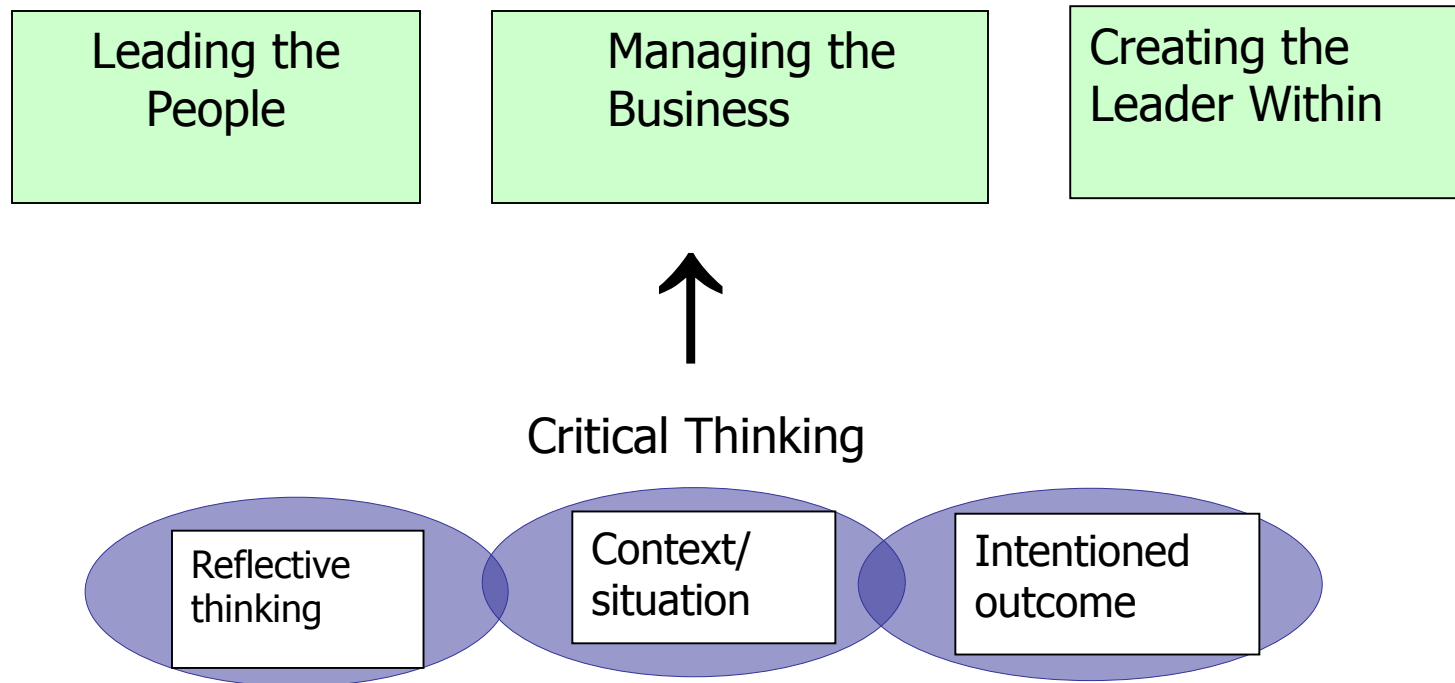 Leading the
People
Managing the
Business
Creating the
Leader Within
Critical Thinking
Reflective
thinking
Context/
situation
Intentioned
outcome